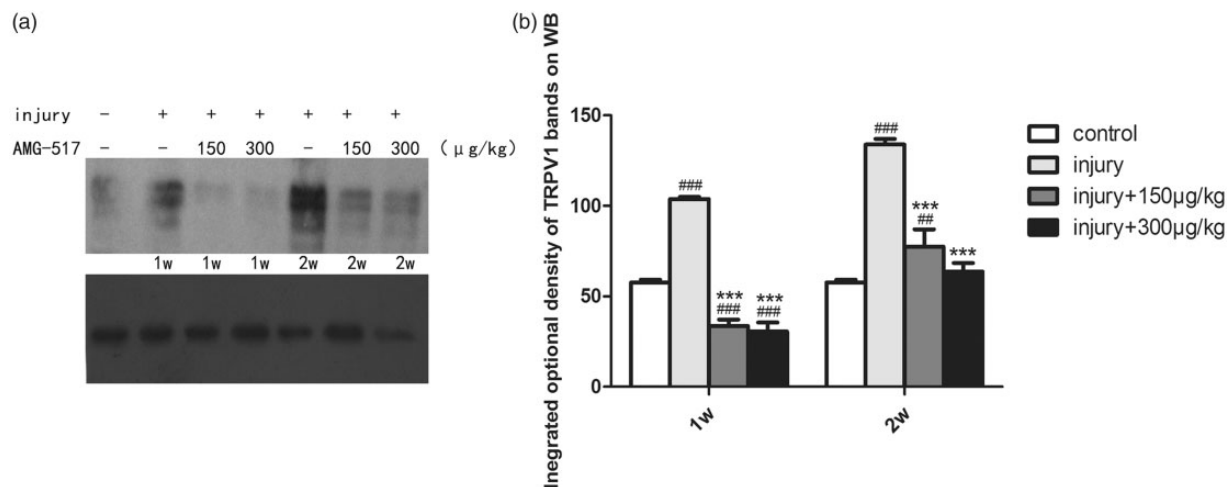 (a)
injury - + + + + + +
AMG-517 - 150 300 - 150 300 (μg/kg)
1w 1w 1w 2w 2w 2w
(b)
Inegrated optional density of TRPV1 bands on WB
150
100
50
0
###
***
###
***
###
###
***
##
***
1w
2w
control
injury
injury+150μg/kg
injury+300μg/kg